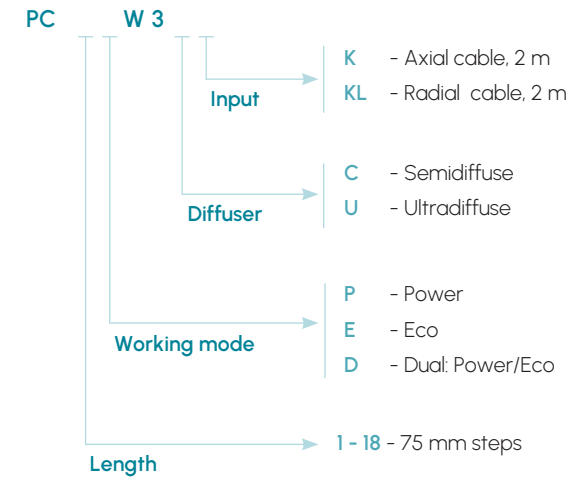 PC W 3
K - Axial cable, 2 m
KL - Radial cable, 2 m
Input
C - Semidiffuse
U - Ultradiffuse
Diffuser
P - Power
E - Eco
Working mode
D - Dual: Power/Eco
1 - 18 - 75 mm steps
Length